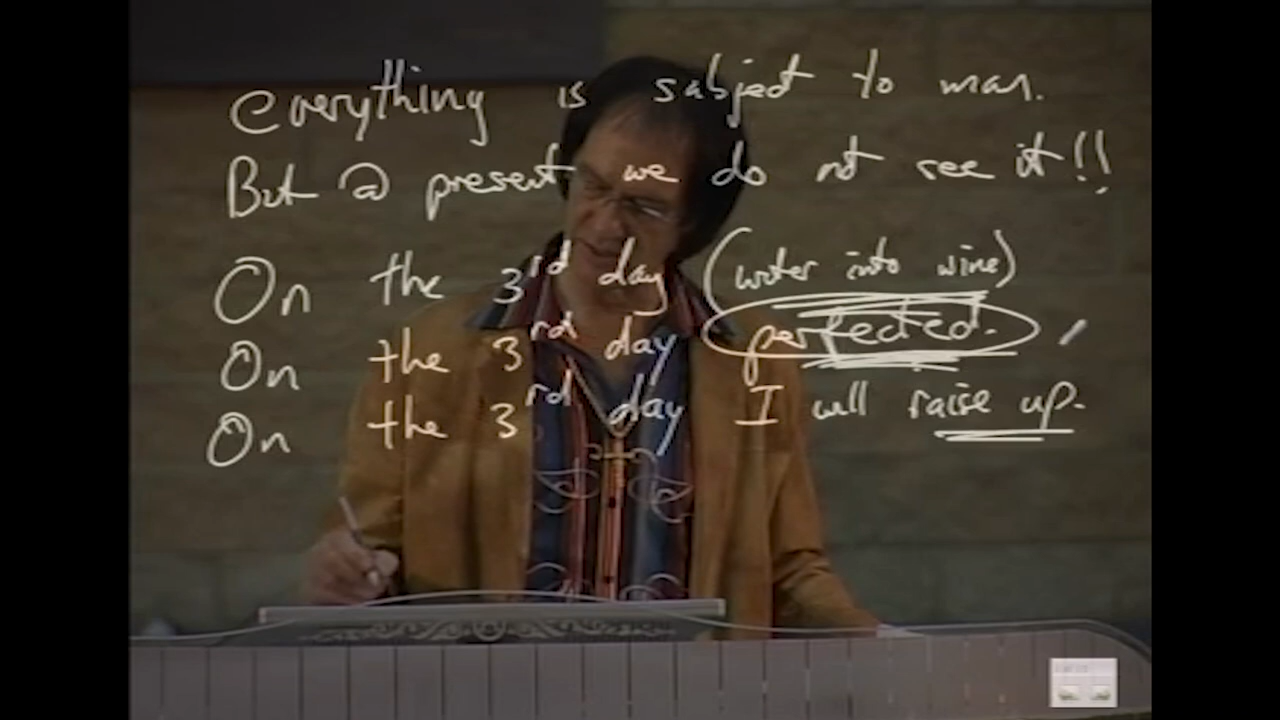 everything is subject to man.
But @ present we do not see it!!
On the 3rd day (water into wine)
On the 3rd day perfected.
On the 3rd day I will raise up.